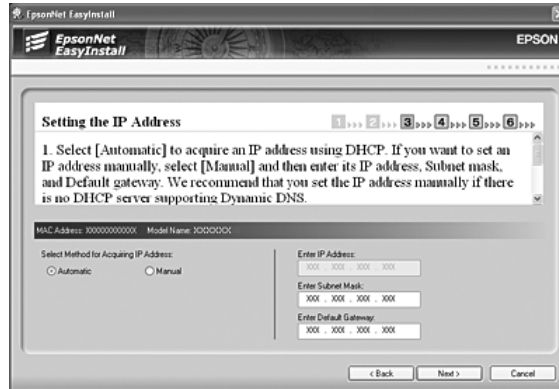 EpsonNet EasyInstall
EpsonNet
EasyInstall
EPSON
Setting the IP Address
1 >>> 2 >>> 3 >>> 4 >>> 5 >>> 6 >>>
1. Select [Automatic] to acquire an IP address using DHCP. If you want to set an
IP address manually, select [Manual] and then enter its IP address, Subnet mask,
and Default gateway. We recommend that you set the IP address manually if there
is no DHCP server supporting Dynamic DNS.
MAC Address: XXXXXXXXXXXX Model Name: XXXXXXX
Select Method for Acquiring IP Address:
Automatic
Manual
Enter IP Address:
XXX . XXX . XXX . XXX
Enter Subnet Mask:
XXX . XXX . XXX . XXX
Enter Default Gateway:
XXX . XXX . XXX . XXX
< Back
Next >
Cancel